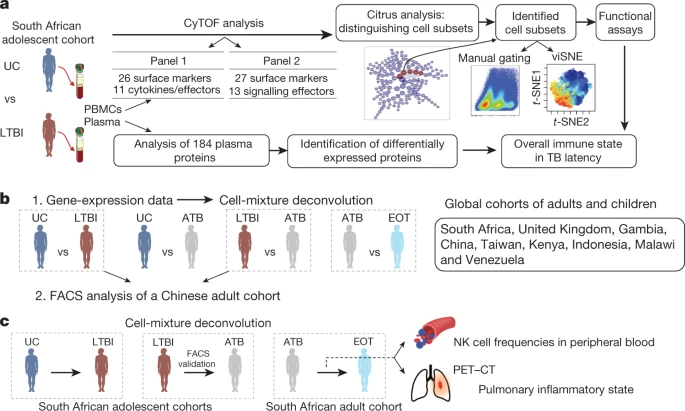 a
South African
adolescent cohort
UC
vs
LTBI
PBMCs
Plasma
CyTOF analysis
Panel 1
26 surface markers
11 cytokines/effectors
Panel 2
27 surface markers
13 signalling effectors
Citrus analysis:
distinguishing cell subsets
Identified
cell subsets
Functional
assays
Manual gating
viSNE
t-SNE1
t-SNE2
Analysis of 184 plasma
proteins
Identification of differentially
expressed proteins
Overall immune state
in TB latency
b
1. Gene-expression data
Cell-mixture deconvolution
UC
vs
LTBI
UC
vs
ATB
LTBI
vs
ATB
ATB
vs
EOT
2. FACS analysis of a Chinese adult cohort
Global cohorts of adults and children
South Africa, United Kingdom, Gambia,
China, Taiwan, Kenya, Indonesia, Malawi
and Venezuela
c
Cell-mixture deconvolution
UC
LTBI
LTBI
FACS
validation
ATB
South African adolescent cohorts
ATB
EOT
South African adult cohort
NK cell frequencies in peripheral blood
PET–CT
Pulmonary inflammatory state